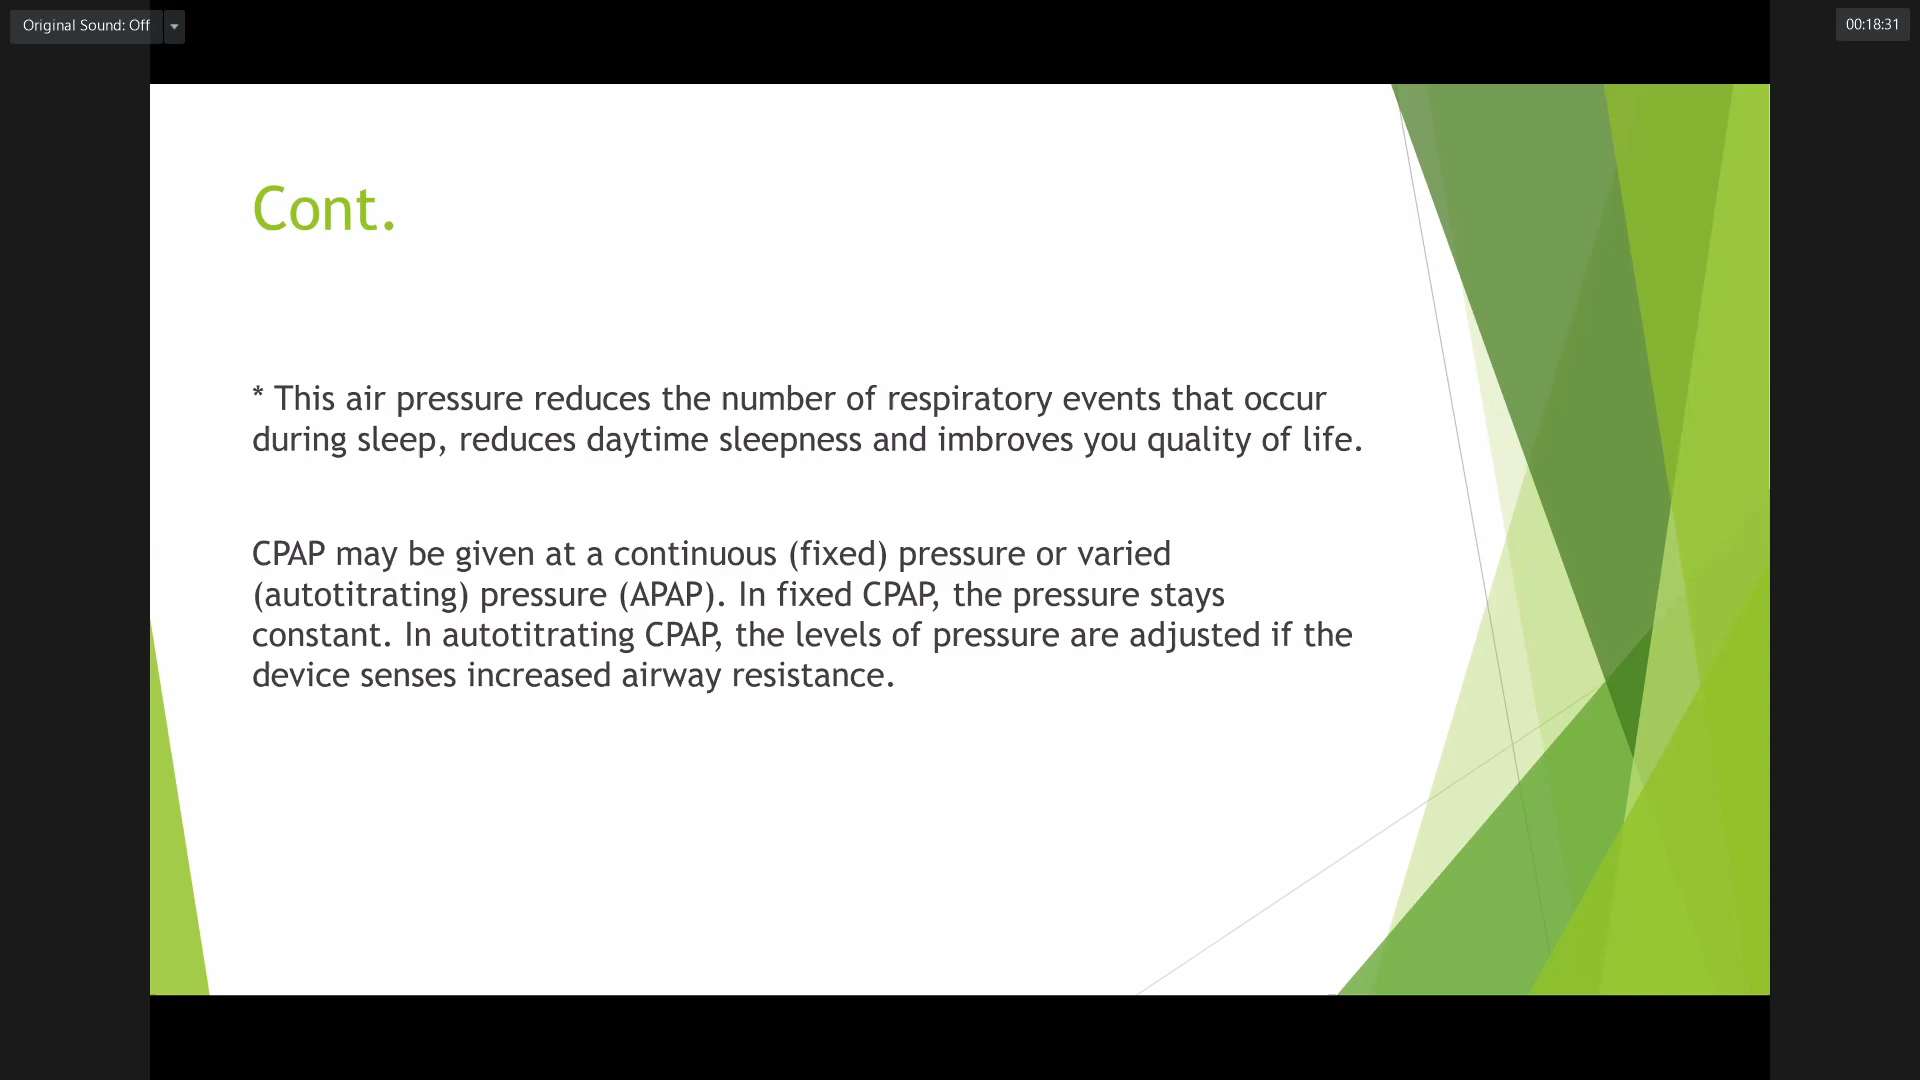 Original Sound: Off
00:18:31
Cont.
* This air pressure reduces the number of respiratory events that occur
during sleep, reduces daytime sleepness and imbroves you quality of life.
CPAP may be given at a continuous (fixed) pressure or varied
(autotitrating) pressure (APAP). In fixed CPAP, the pressure stays
constant. In autotitrating CPAP, the levels of pressure are adjusted if the
device senses increased airway resistance.